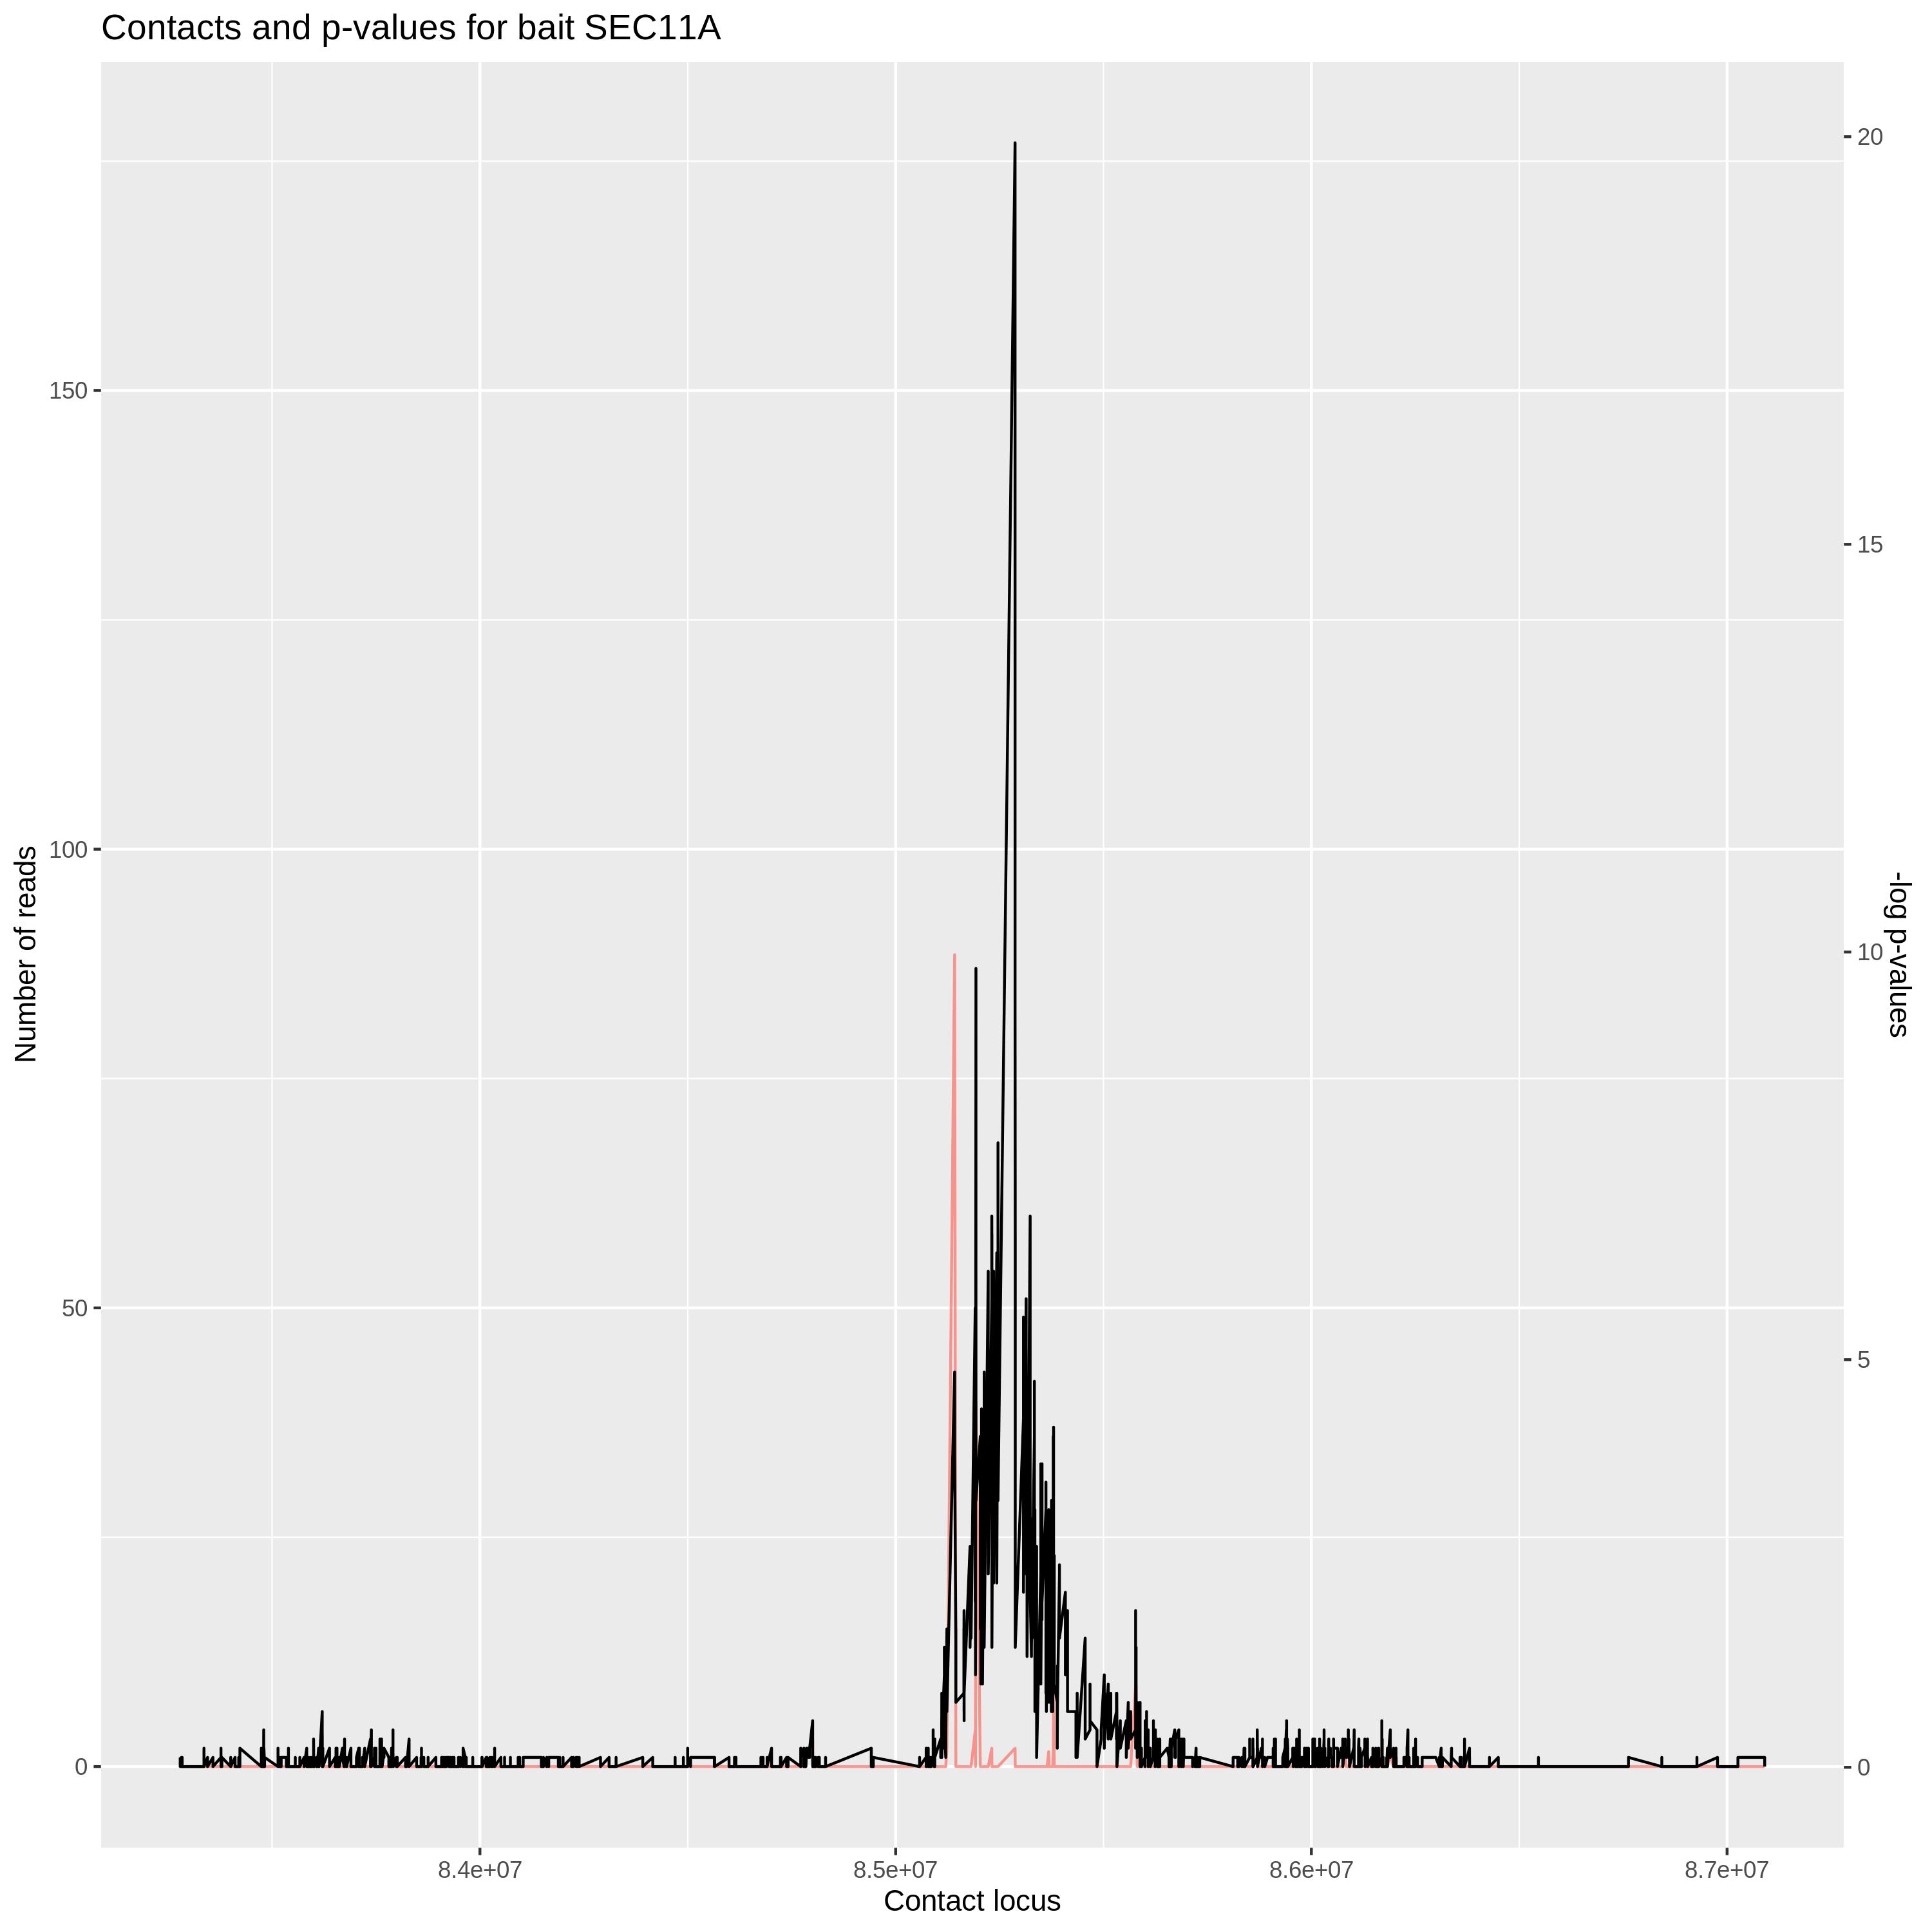 Contacts and p-values for bait SEC11A
20
150
15
100
10
Number of reads
-log p-values
50
5
0
0
8.4e+07
8.5e+07
8.6e+07
8.7e+07
Contact locus